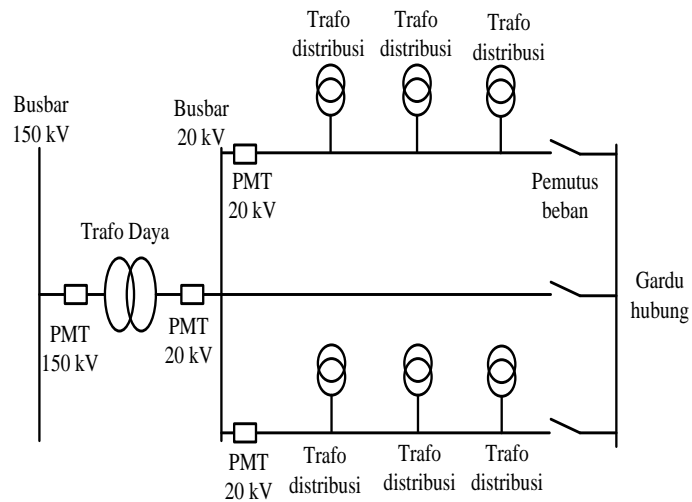 Trafo
distribusi
Trafo
distribusi
Trafo
distribusi
Busbar
150 kV
Busbar
20 kV
PMT
20 kV
Pemutus
beban
Trafo Daya
Gardu
hubung
PMT
150 kV
PMT
20 kV
PMT
20 kV
Trafo
distribusi
Trafo
distribusi
Trafo
distribusi